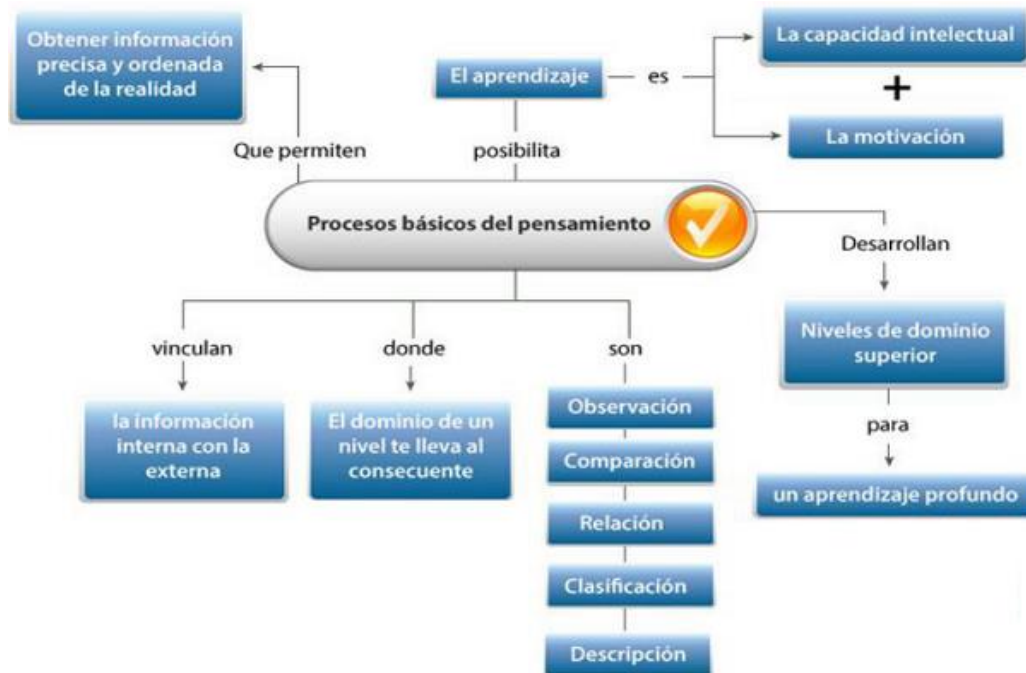 Obtener información
precisa y ordenada
de la realidad
El aprendizaje
es
La capacidad intelectual
+
La motivación
Que permiten
posibilita
Procesos básicos del pensamiento
Desarrollan
Niveles de dominio
superior
para
un aprendizaje profundo
vinculan
la información
interna con la
externa
donde
El dominio de un
nivel te lleva al
consecuente
son
Observación
Comparación
Relación
Clasificación
Descripción